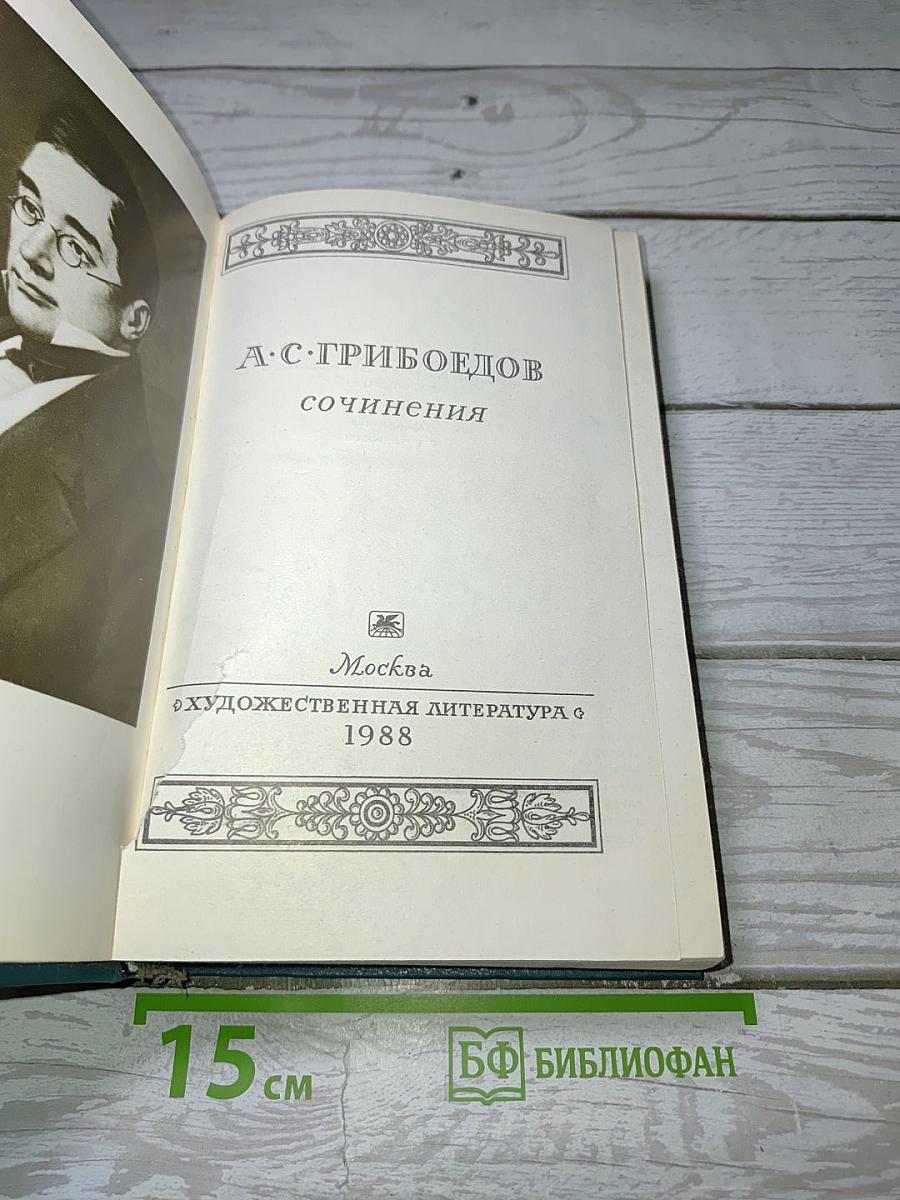 А·С·ГРИБОЕДОВ
сочинения
Москва
ХУДОЖЕСТВЕННАЯ ЛИТЕРАТУРА
1988
15 см
БФ БИБЛИОФАН